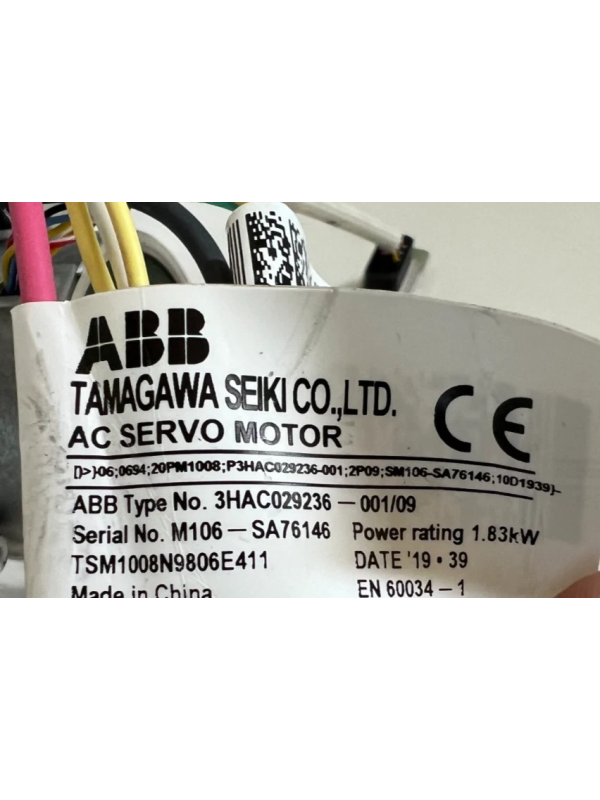 ABB
TAMAGAWA SEIKI CO.,LTD.
CE
AC SERVO MOTOR
[)>}06;0694;20PM1008;P3HAC029236-001;2P09;SM106-SA76146;10D1939}-
ABB Type No. 3HAC029236-001/09
Serial No. M106-SA76146 Power rating 1.83kW
TSM1008N9806E411 DATE '19•39
Made in China EN 60034-1